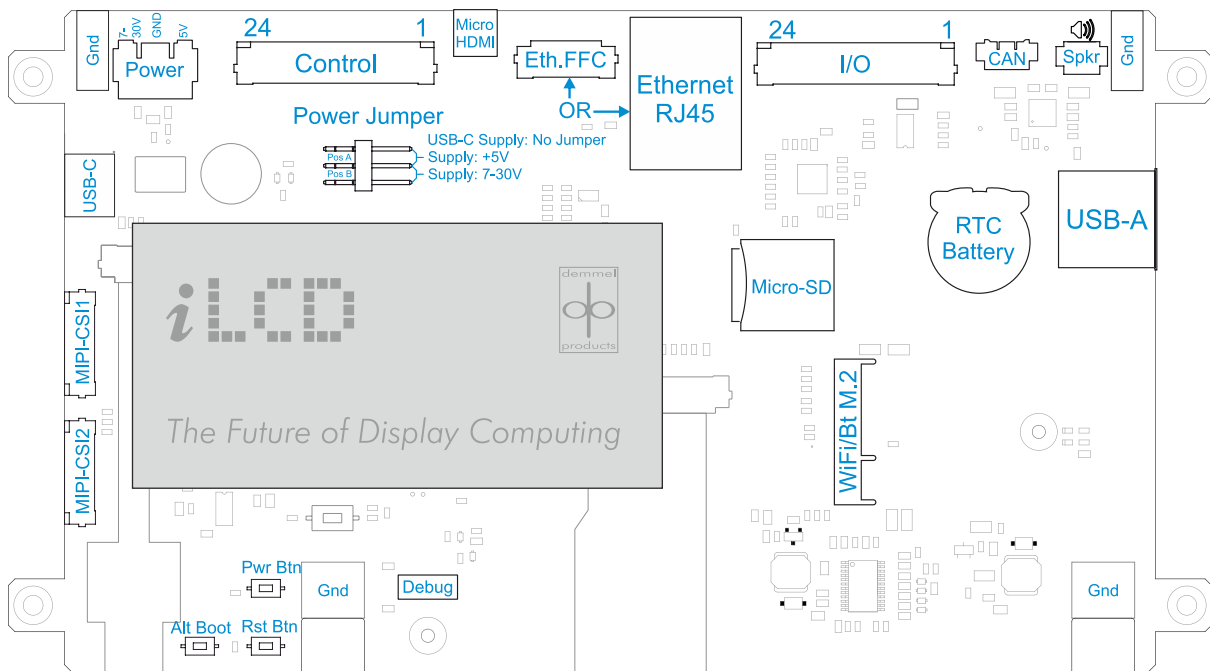 Gnd
7-
30V
GND
5V
Power
24
1
Control
Micro
HDMI
Eth.FFC
OR
Ethernet
RJ45
24
1
I/O
CAN
Spkr
Gnd
Power Jumper
USB-C Supply: No Jumper
Pos A
Supply: +5V
Pos B
Supply: 7-30V
USB-C
USB-A
RTC
Battery
Micro-SD
iLCD
demmel
dp
products
The Future of Display Computing
MIPI-CSI1
MIPI-CSI2
WiFi/Bt M.2
Pwr Btn
Gnd
Debug
Gnd
Alt Boot
Rst Btn